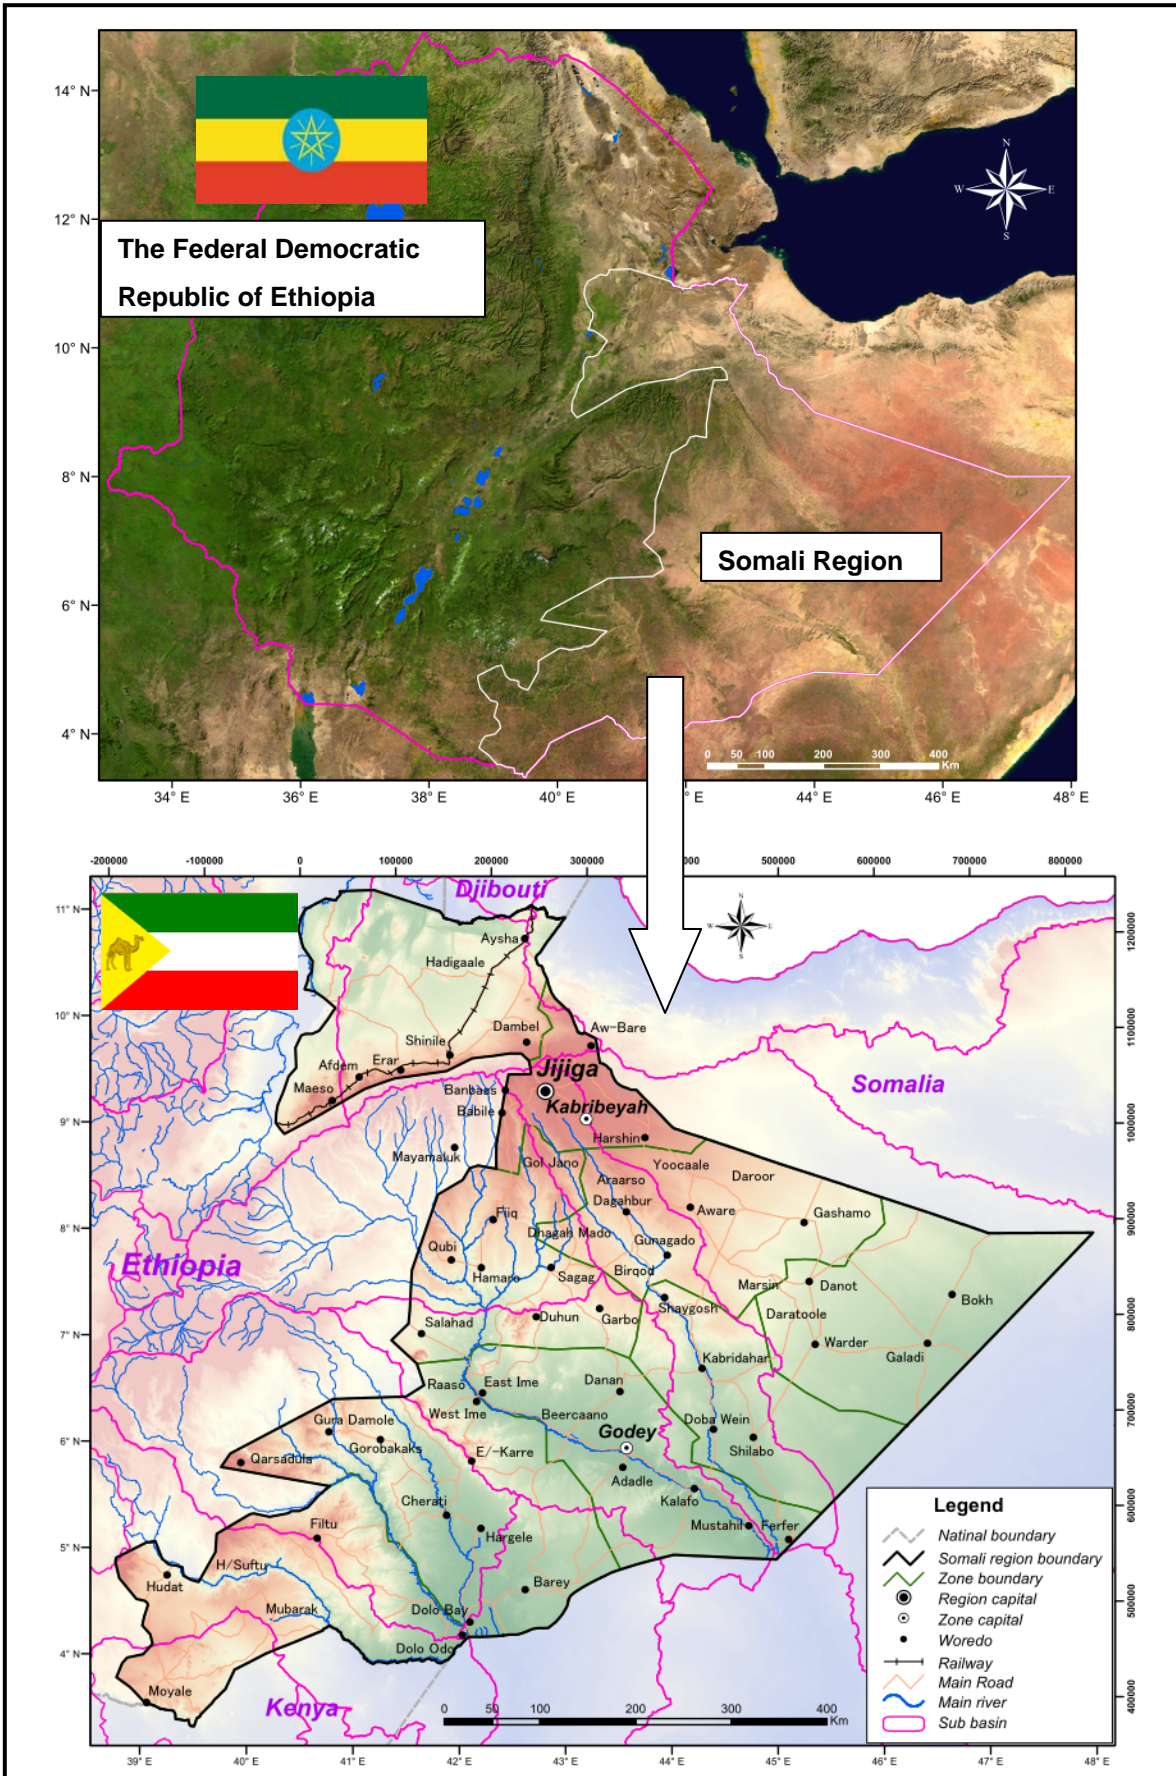 14° N
12° N
10° N
8° N
6° N
4° N
The Federal Democratic
Republic of Ethiopia
N
W E
S
Somali Region
0 50 100 200 300 400
Km
34° E 36° E 38° E 40° E 2° E 44° E 46° E 48° E
-200000 -100000 0 100000 200000 300000 400000 500000 600000 700000 800000
Djibouti
11° N
10° N
9° N
8° N
7° N
6° N
5° N
4° N
1200000
1100000
1000000
900000
800000
700000
600000
500000
400000
N
W E
S
Aysha
Hadigaale
Dambel
Aw-Bare
Shinile
Erar
Afdem
Maeso
Jijiga
Banbaas
Kabribeyah
Babile
Somalia
Harshin
Mayamaluk
Gol Jano
Yoocaale
Daroor
Araarso
Dagahbur
Aware
Gashamo
Fiiq
Dhagah Mado
Gunagado
Qubi
Ethiopia
Hamaro
Sagag
Birqod
Marsin
Danot
Bokh
Shaygosh
Daratoole
Duhun
Garbo
Salahad
Warder
Galadi
Kabridahar
Raaso
East Ime
Danan
West Ime
Beercaano
Gura Damole
Godey
Doba Wein
Gorobakaks
E/-Karre
Shilabo
Qarsadula
Adadle
Kalafo
Cherati
Mustahil
Ferfer
Filtu
Hargele
H/Suftu
Hudat
Barey
Mubarak
Dolo Bay
Dolo Odo
Moyale
Kenya
Legend
Natinal boundary
Somali region boundary
Zone boundary
Region capital
Zone capital
Woredo
Railway
Main Road
Main river
Sub basin
0 50 100 200 300 400
Km
39° E 40° E 41° E 42° E 43° E 44° E 45° E 46° E 47° E 48° E